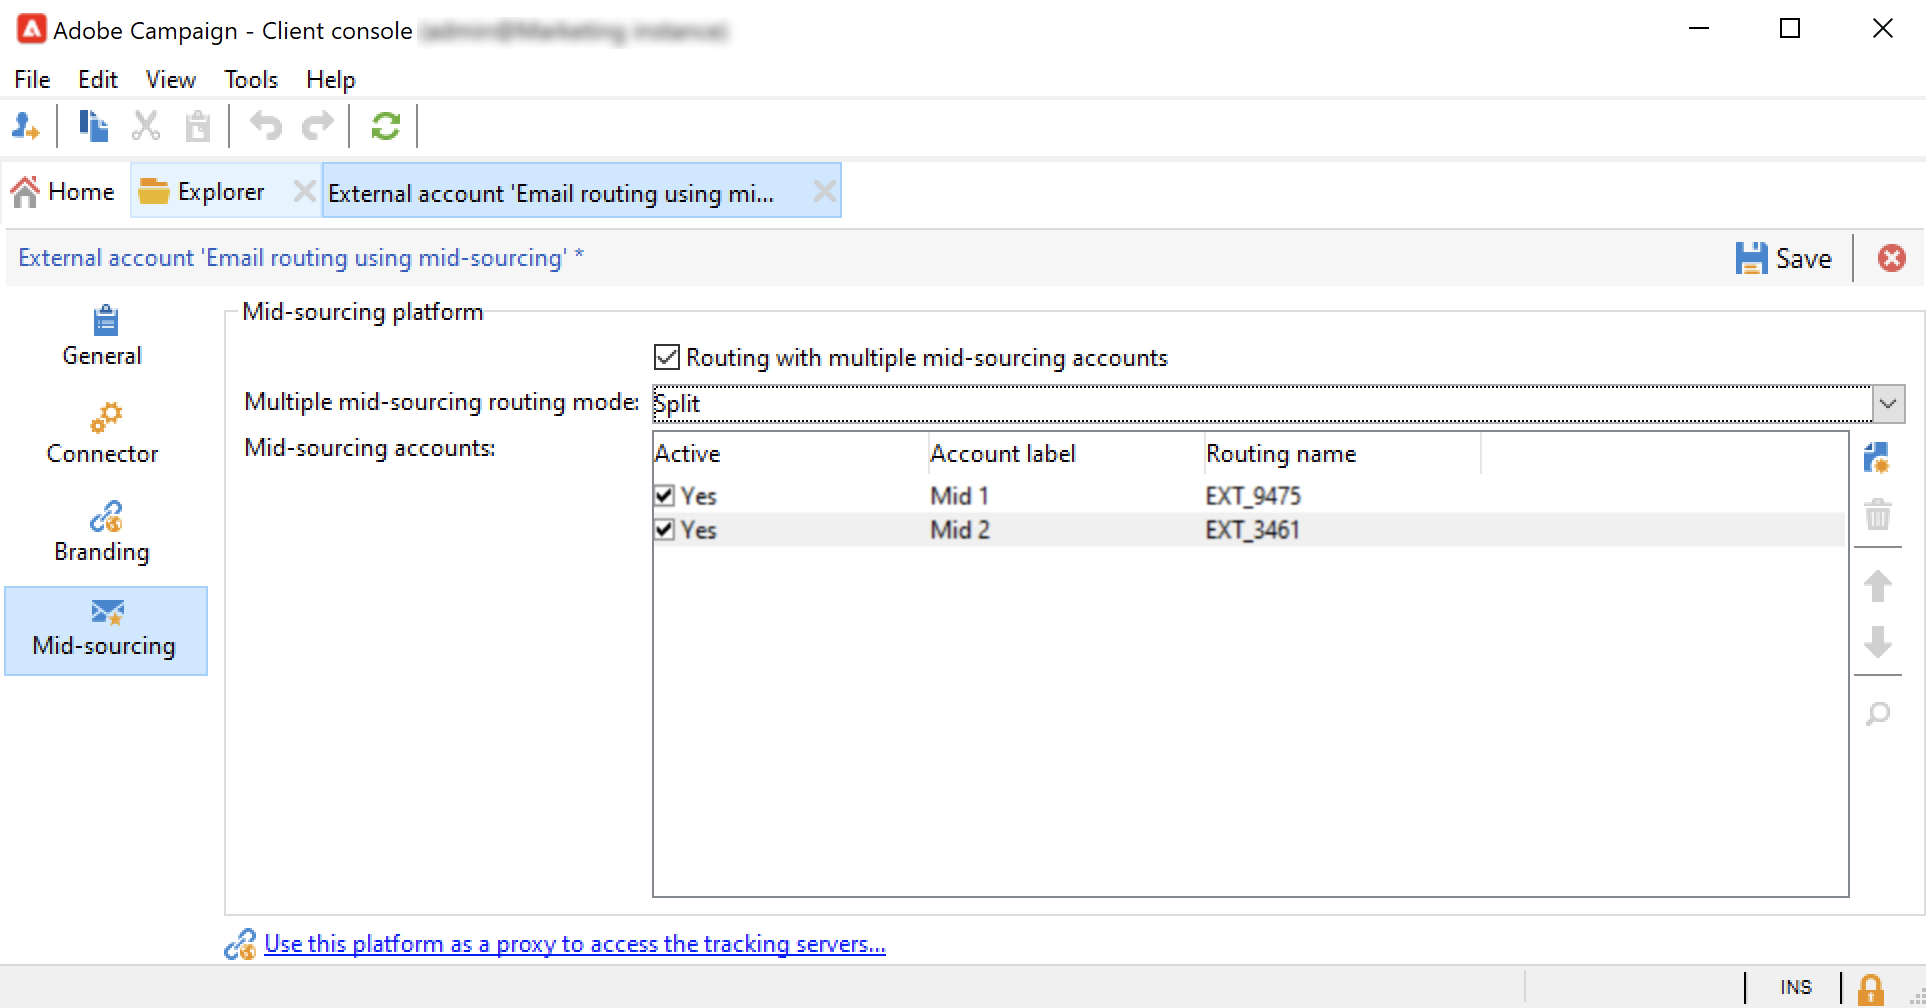 Adobe Campaign - Client console
File Edit View Tools Help
Home Explorer External account 'Email routing using mi...
External account 'Email routing using mid-sourcing' * Save
General
Connector
Branding
Mid-sourcing
Mid-sourcing platform
Routing with multiple mid-sourcing accounts
Multiple mid-sourcing routing mode: Split
Mid-sourcing accounts:
Active Account label Routing name
Yes Mid 1 EXT_9475
Yes Mid 2 EXT_3461
Use this platform as a proxy to access the tracking servers...
INS